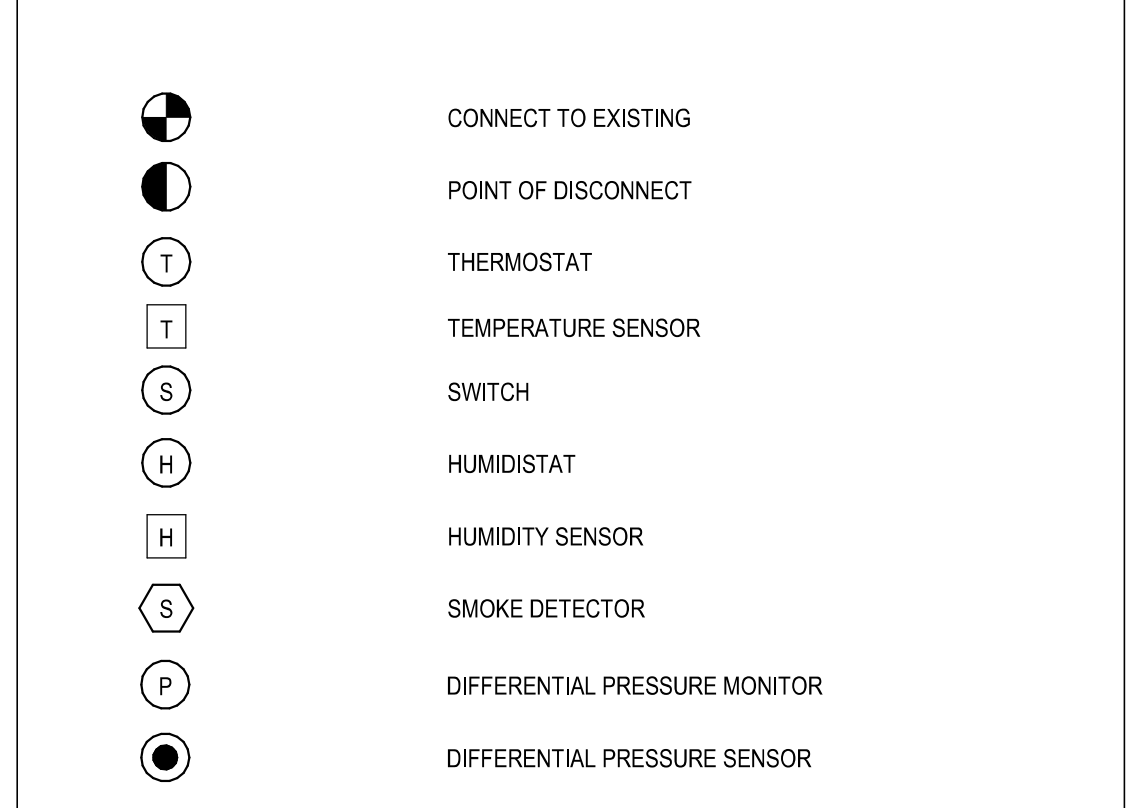 CONNECT TO EXISTING
POINT OF DISCONNECT
T THERMOSTAT
T TEMPERATURE SENSOR
S SWITCH
H HUMIDISTAT
H HUMIDITY SENSOR
S SMOKE DETECTOR
P DIFFERENTIAL PRESSURE MONITOR
DIFFERENTIAL PRESSURE SENSOR